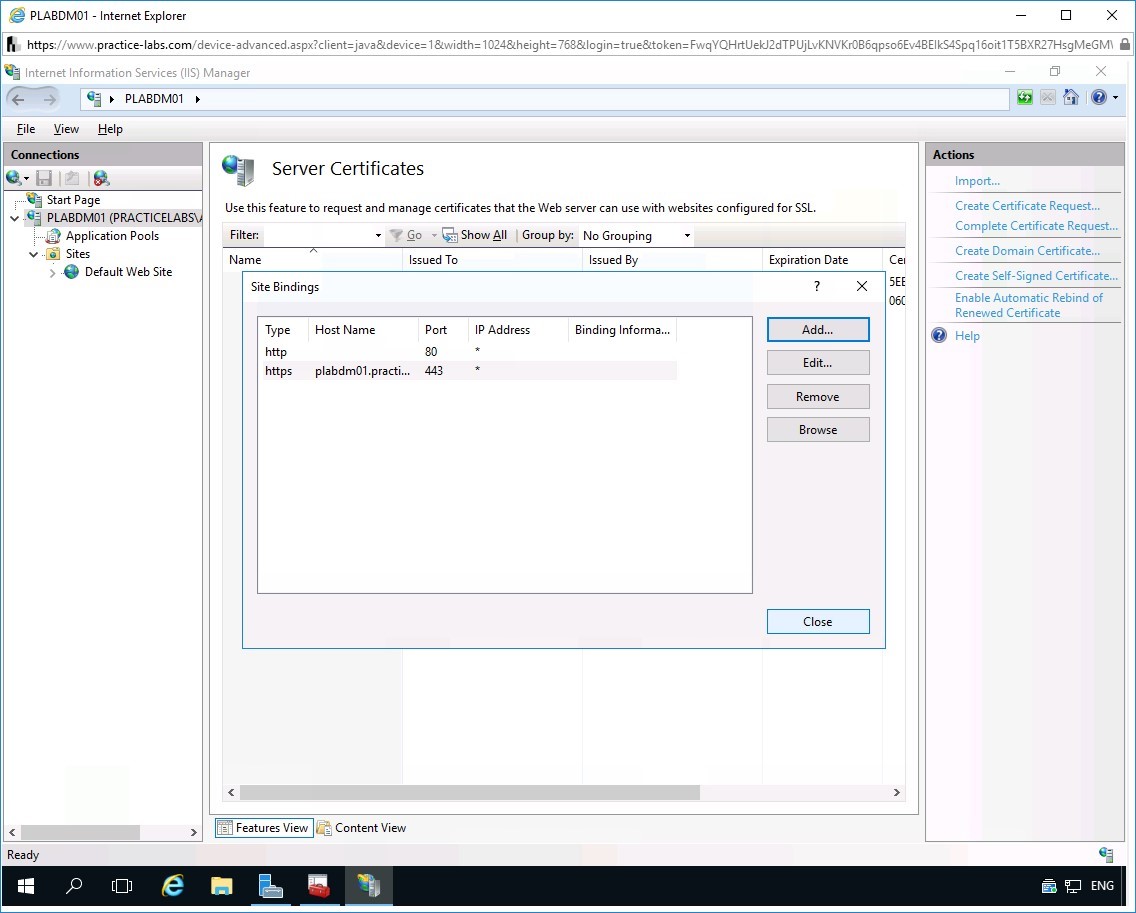 PLABDM01 - Internet Explorer
https://www.practice-labs.com/device-advanced.aspx?client=java&device=1&width=1024&height=768&login=true&token=FwqYQHrtUekJ2dTPUjLvKNVKr0B6qpso6Ev4BEIkS4Spq16oit1T5BXR27HsgMeGM
Internet Information Services (IIS) Manager
PLABDM01
File View Help
Connections
Start Page
PLABDM01 (PRACTICELABS\A
Application Pools
Sites
Default Web Site
Server Certificates
Use this feature to request and manage certificates that the Web server can use with websites configured for SSL.
Filter: Go Show All Group by: No Grouping
Name Issued To Issued By Expiration Date Cer
5EE
060
Site Bindings ?
Type Host Name Port IP Address Binding Informa...
http 80 *
https plabdm01.practi... 443 *
Add...
Edit...
Remove
Browse
Close
Features View Content View
Actions
Import...
Create Certificate Request...
Complete Certificate Request...
Create Domain Certificate...
Create Self-Signed Certificate...
Enable Automatic Rebind of
Renewed Certificate
Help
Ready
ENG